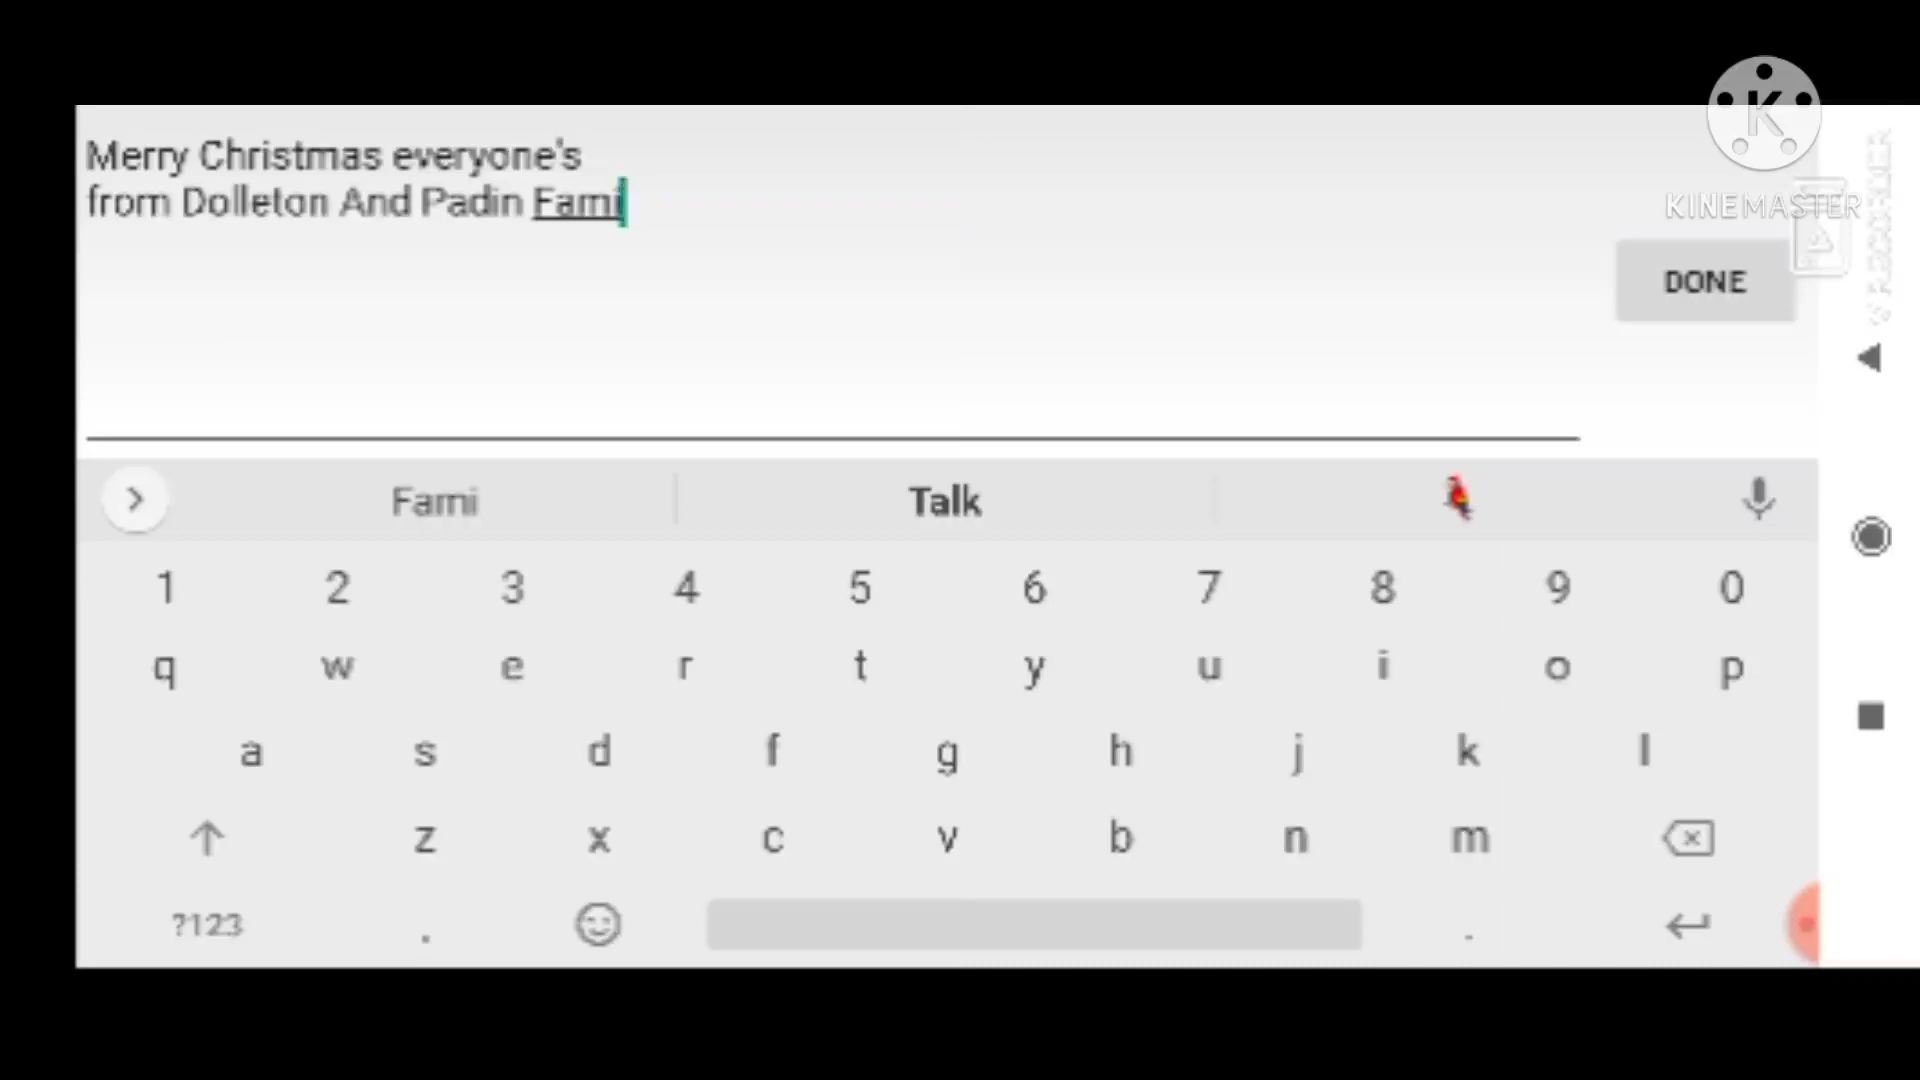 Merry Christmas everyone's
from Dolleton And Padin Fami
K
KINEMASTER
RECORDER
DONE
Fami Talk
1 2 3 4 5 6 7 8 9 0
q w e r t y u i o p
a s d f g h j k l
z x c v b n m
?123 . .